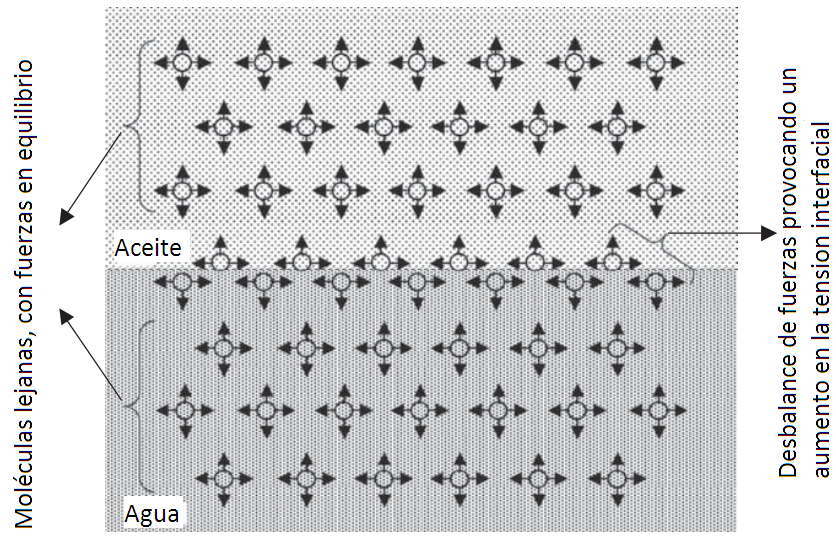 Moléculas lejanas, con fuerzas en equilibrio
Aceite
Agua
Desbalance de fuerzas provocando un
aumento en la tension interfacial